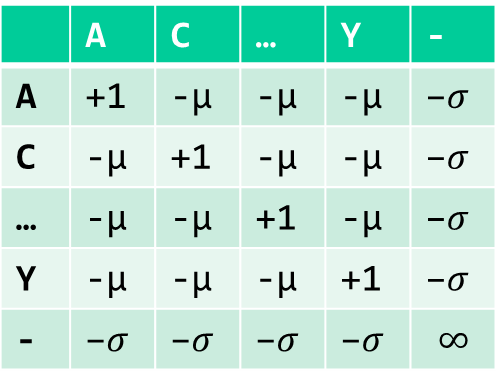 A C … Y -
A +1 -μ -μ -μ −σ
C -μ +1 -μ -μ −σ
… -μ -μ +1 -μ −σ
Y -μ -μ -μ +1 −σ
- −σ −σ −σ −σ ∞